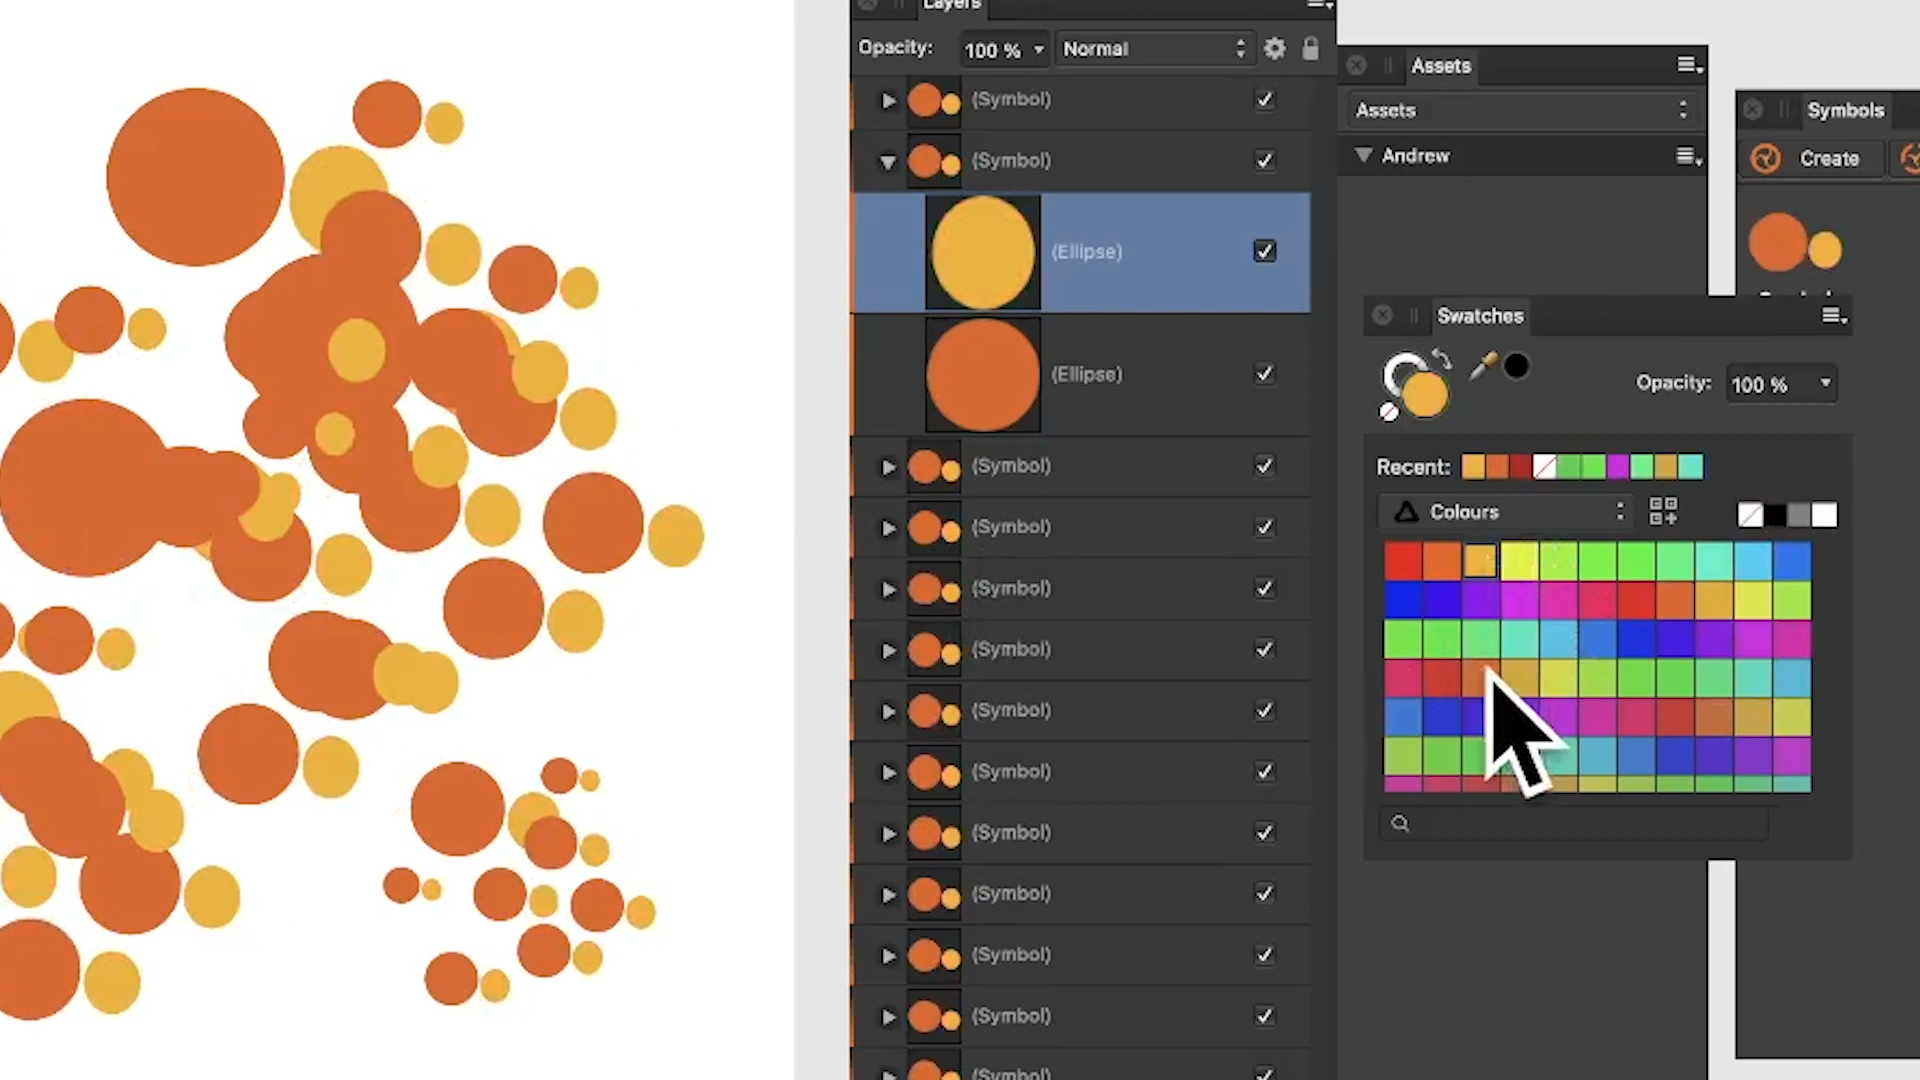 Layers
Opacity: 100 % Normal
(Symbol)
(Symbol)
(Ellipse)
(Ellipse)
(Symbol)
(Symbol)
(Symbol)
(Symbol)
(Symbol)
(Symbol)
(Symbol)
(Symbol)
(Symbol)
(Symbol)
(Symbol)
Assets
Assets
Andrew
Symbols
Create
Swatches
Opacity: 100 %
Recent:
Colours